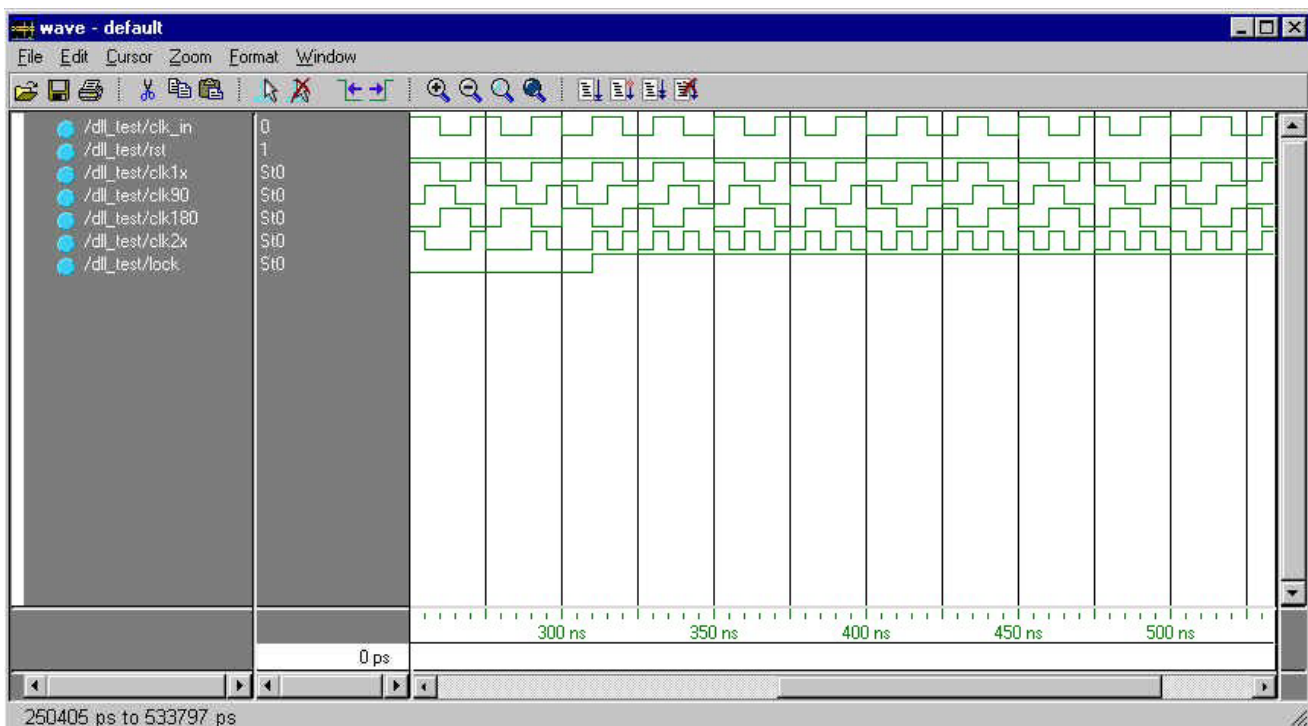 wave - default
File Edit Cursor Zoom Format Window
/dll_test/clk_in 0
/dll_test/rst 1
/dll_test/clk1x St0
/dll_test/clk90 St0
/dll_test/clk180 St0
/dll_test/clk2x St0
/dll_test/lock St0
300 ns 350 ns 400 ns 450 ns 500 ns
0 ps
250405 ps to 533797 ps